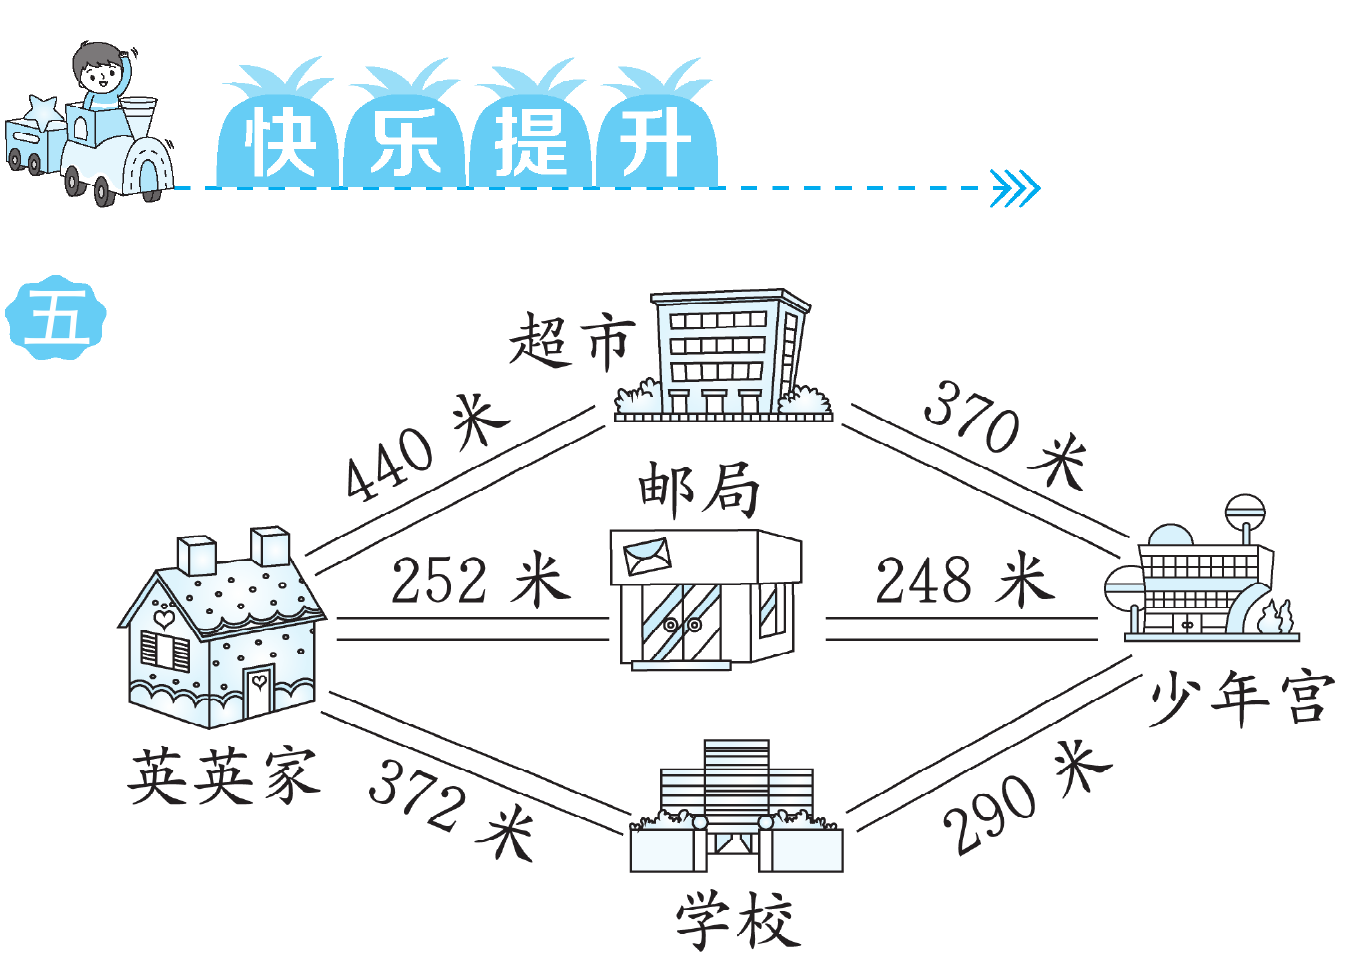 快乐提升
五
超市
440 米
370 米
邮局
252 米
248 米
英英家
少年宫
372 米
290 米
学校